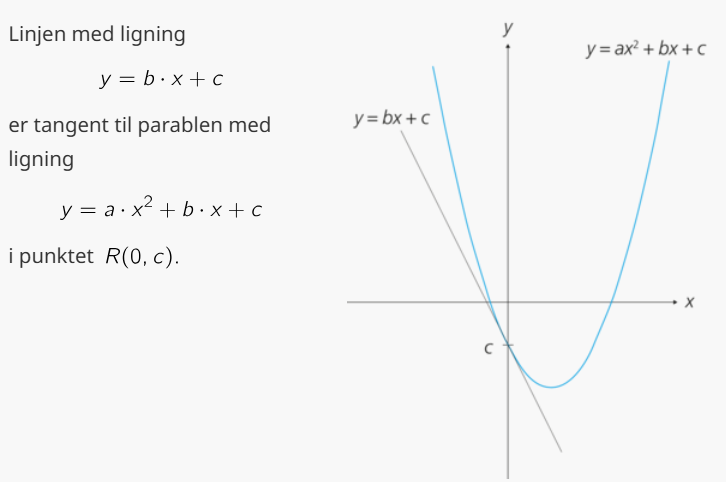 Linjen med ligning
y = b · x + c
er tangent til parablen med
ligning
y = a · x² + b · x + c
i punktet R(0, c).
y
y = ax² + bx + c
y = bx + c
x
c